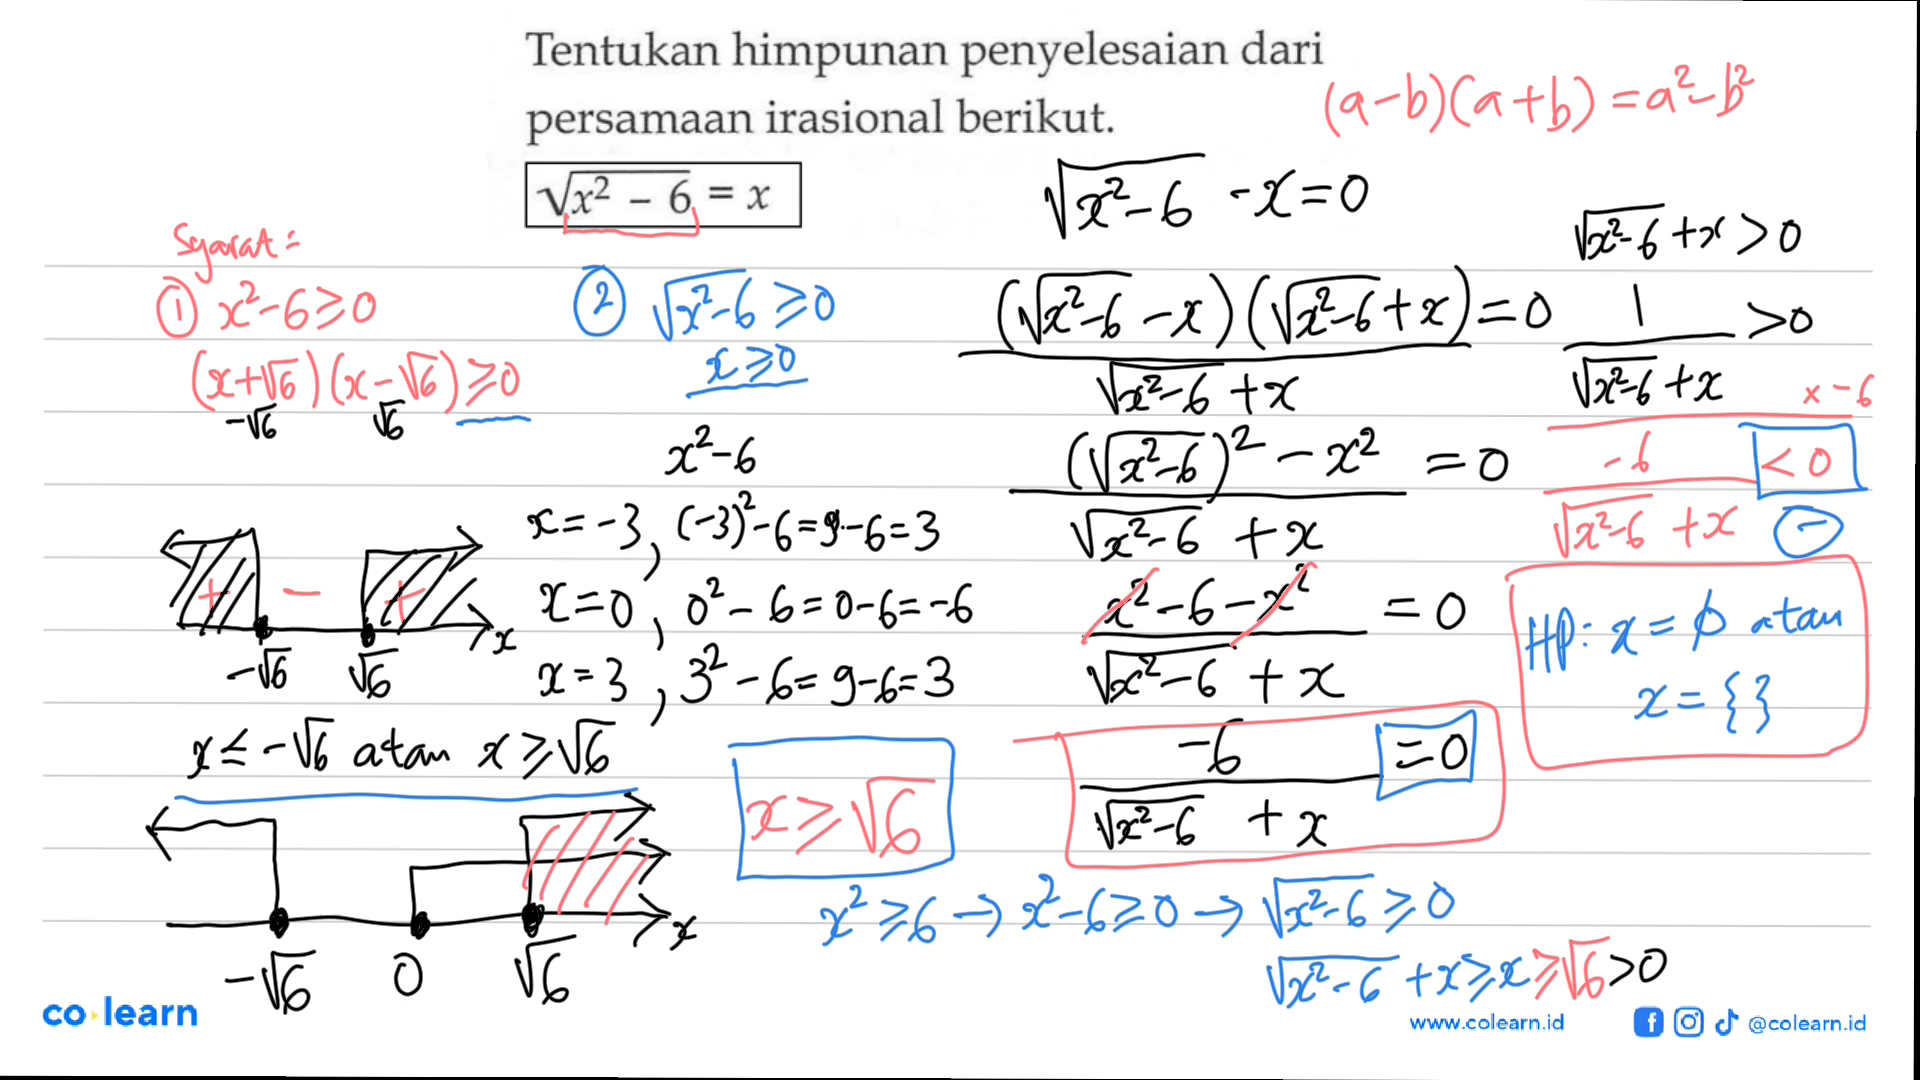 Tentukan himpunan penyelesaian dari
persamaan irasional berikut.
√(x² - 6) = x
(a-b)(a+b) = a²-b²
Syarat =
① x²-6≥0
(x+√6)(x-√6)≥0
-√6 √6
② √(x²-6) ≥0
x≥0
x²-6
x=-3, (-3)²-6=9-6=3
x=0, 0²-6=0-6=-6
x=3, 3²-6=9-6=3
+ - +
-√6 √6 x
x≤-√6 atau x≥√6
-√6 0 √6 x
x≥√6
√(x²-6) -x=0
(√(x²-6) -x)(√(x²-6)+x)/(√(x²-6)+x) =0
((√(x²-6))²-x²)/(√(x²-6)+x) =0
(x²-6-x²)/(√(x²-6)+x) =0
-6/(√(x²-6)+x) =0
x²≥6 → x²-6≥0 → √(x²-6)≥0
√(x²-6)+x≥x≥√6>0
√(x²-6)+x>0
1/(√(x²-6)+x) >0
x -6
-6/(√(x²-6)+x) <0
-
HP: x=∅ atau
x={}
co learn
www.colearn.id
@colearn.id